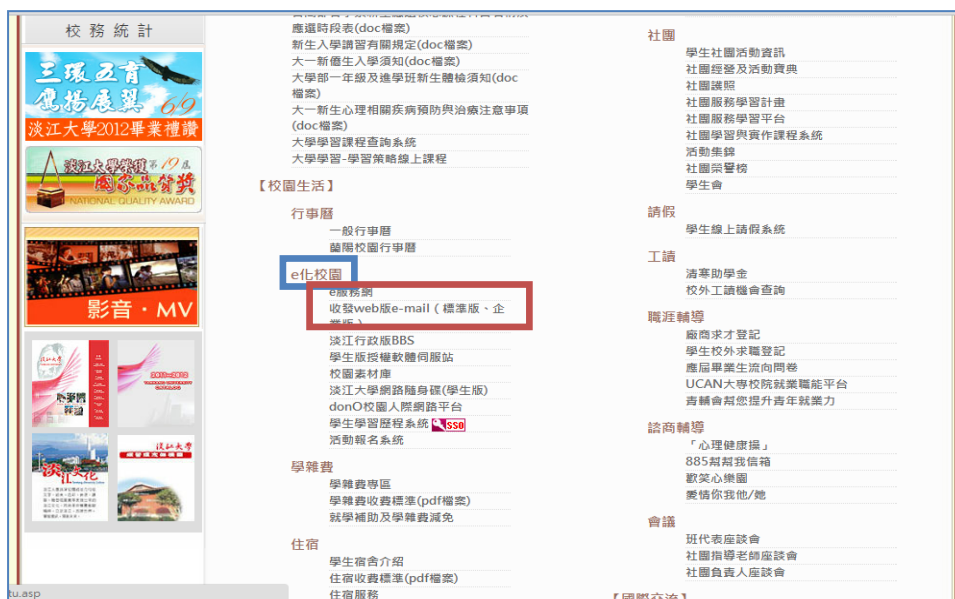 校 務 統 計
三環五育
鷹揚展翼 6/9
淡江大學2012畢業禮讚
淡江大學榮獲第19屆
國家品質獎
NATIONAL QUALITY AWARD
影音・MV
淡江文化
應選時段表(doc檔案)
新生入學講習有關規定(doc檔案)
大一新僑生入學須知(doc檔案)
大學部一年級及進學班新生體檢須知(doc
檔案)
大一新生心理相關疾病預防與治療注意事項
(doc檔案)
大學學習課程查詢系統
大學學習-學習策略線上課程
【校園生活】
行事曆
一般行事曆
蘭陽校園行事曆
e化校園
e服務網
收發web版e-mail（標準版、企
業版）
淡江行政版BBS
學生版授權軟體伺服站
校園素材庫
淡江大學網路隨身碟(學生版)
donO校園人際網路平台
學生學習歷程系統 SSO
活動報名系統
學雜費
學雜費專區
學雜費收費標準(pdf檔案)
就學補助及學雜費減免
住宿
學生宿舍介紹
住宿收費標準(pdf檔案)
住宿服務
社團
學生社團活動資訊
社團經營及活動寶典
社團護照
社團服務學習計畫
社團服務學習平台
社團學習與實作課程系統
活動集錦
社團榮譽榜
學生會
請假
學生線上請假系統
工讀
清寒助學金
校外工讀機會查詢
職涯輔導
廠商求才登記
學生校外求職登記
應屆畢業生流向問卷
UCAN大專校院就業職能平台
青輔會幫您提升青年就業力
諮商輔導
「心理健康操」
885幫幫我信箱
歡笑心樂園
愛情你我他/她
會議
班代表座談會
社團指導老師座談會
社團負責人座談會
【國際交流】
tu.asp